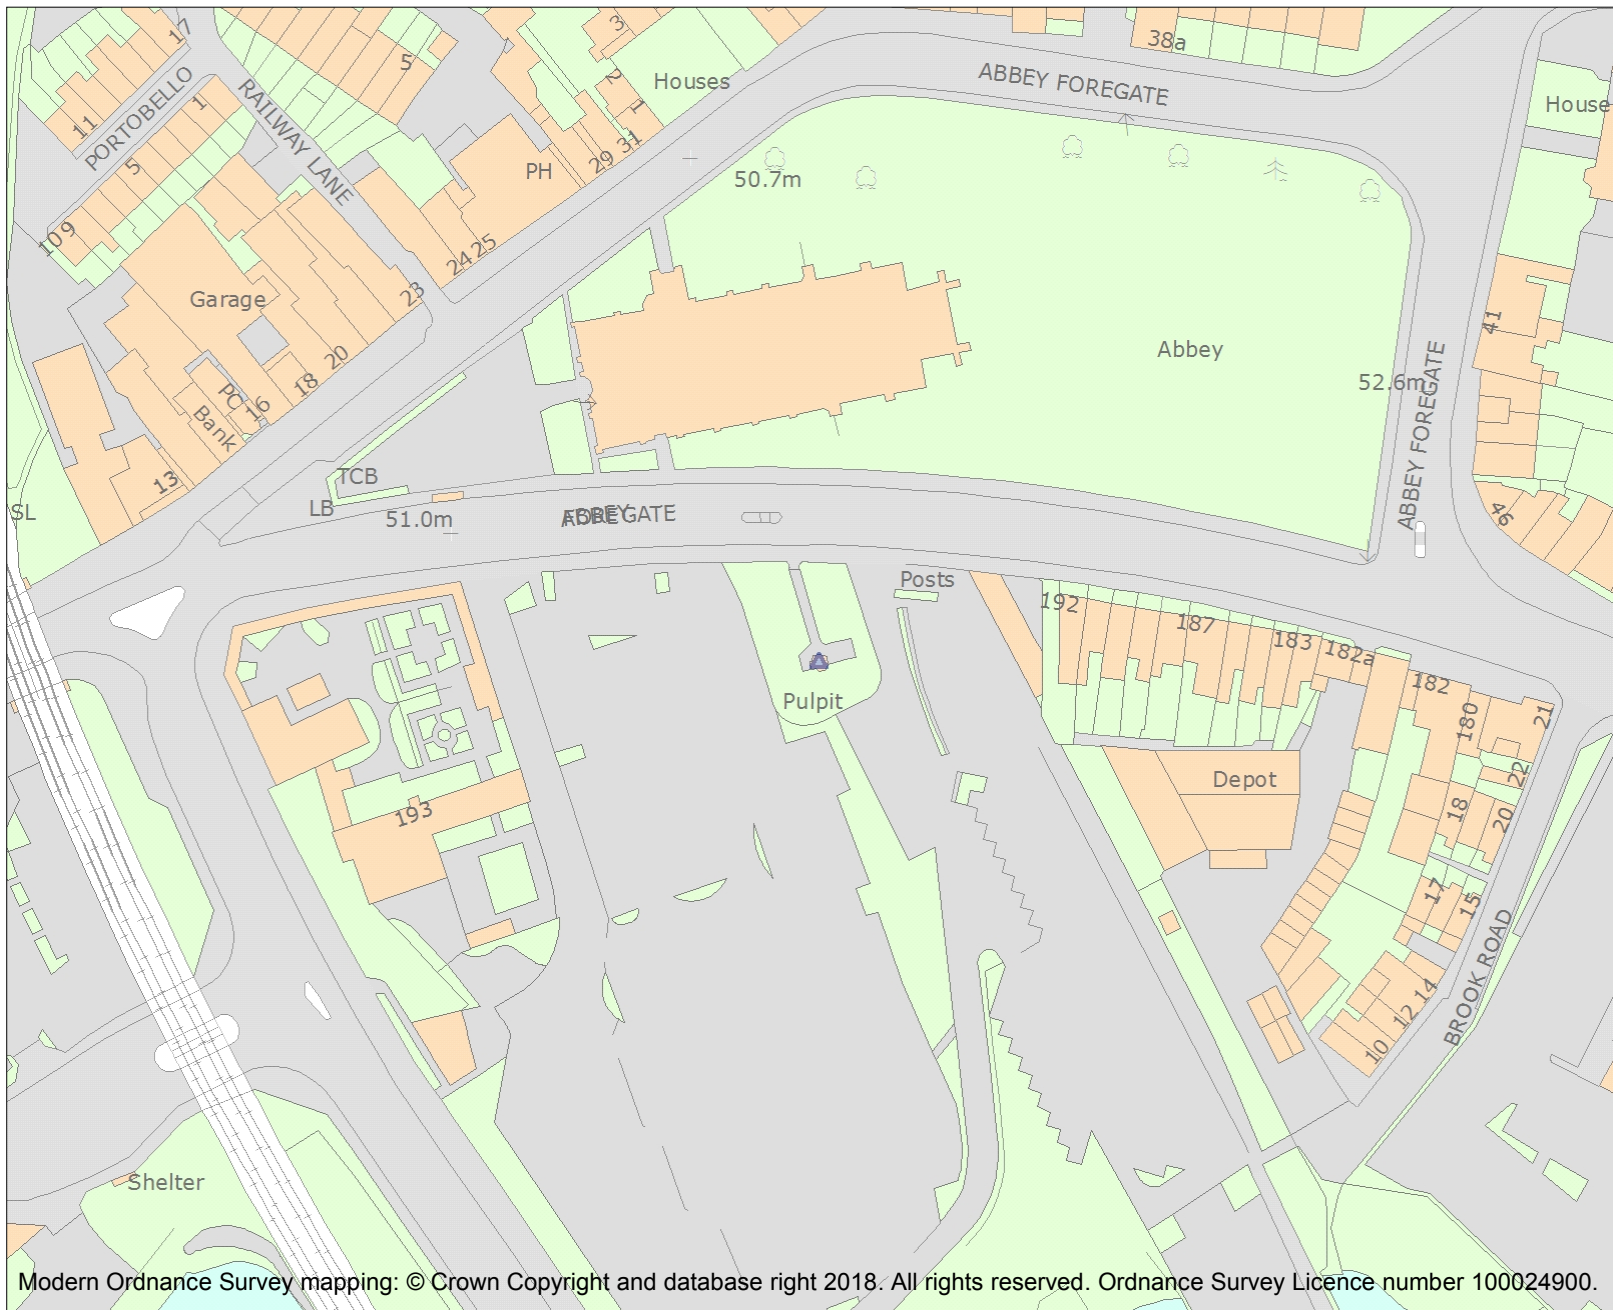 17
5
3
Houses
2
1
38a
ABBEY FOREGATE
House
11
PORTOBELLO
1
RAILWAY LANE
5
PH
29
31
50.7m
10
9
24
25
Garage
23
41
Abbey
20
18
PC
16
Bank
52.6m
ABBEY FOREGATE
13
TCB
LB
51.0m
SL
ABBEY
FOREGATE
46
Posts
192
187
183
182a
182
180
21
Pulpit
22
Depot
193
18
20
17
15
BROOK ROAD
14
12
10
Shelter
Modern Ordnance Survey mapping: © Crown Copyright and database right 2018. All rights reserved. Ordnance Survey Licence number 100024900.